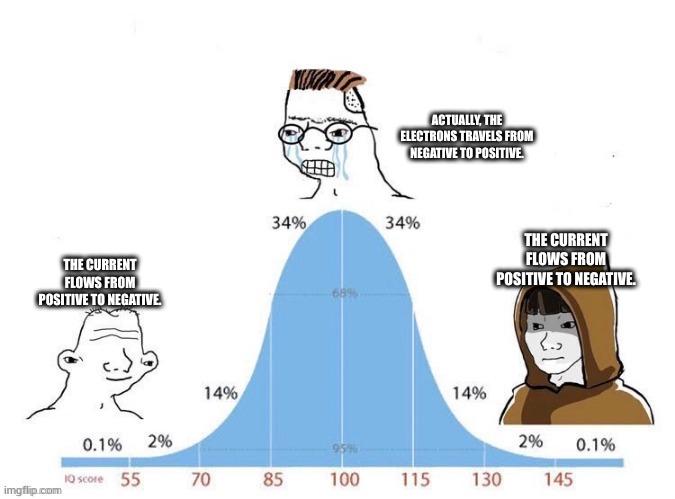 ACTUALLY, THE
ELECTRONS TRAVELS FROM
NEGATIVE TO POSITIVE.
34% 34%
THE CURRENT
FLOWS FROM
POSITIVE TO NEGATIVE.
THE CURRENT
FLOWS FROM
POSITIVE TO NEGATIVE.
68%
14% 14%
0.1% 2% 95% 2% 0.1%
IQ score 55 70 85 100 115 130 145
imgflip.com